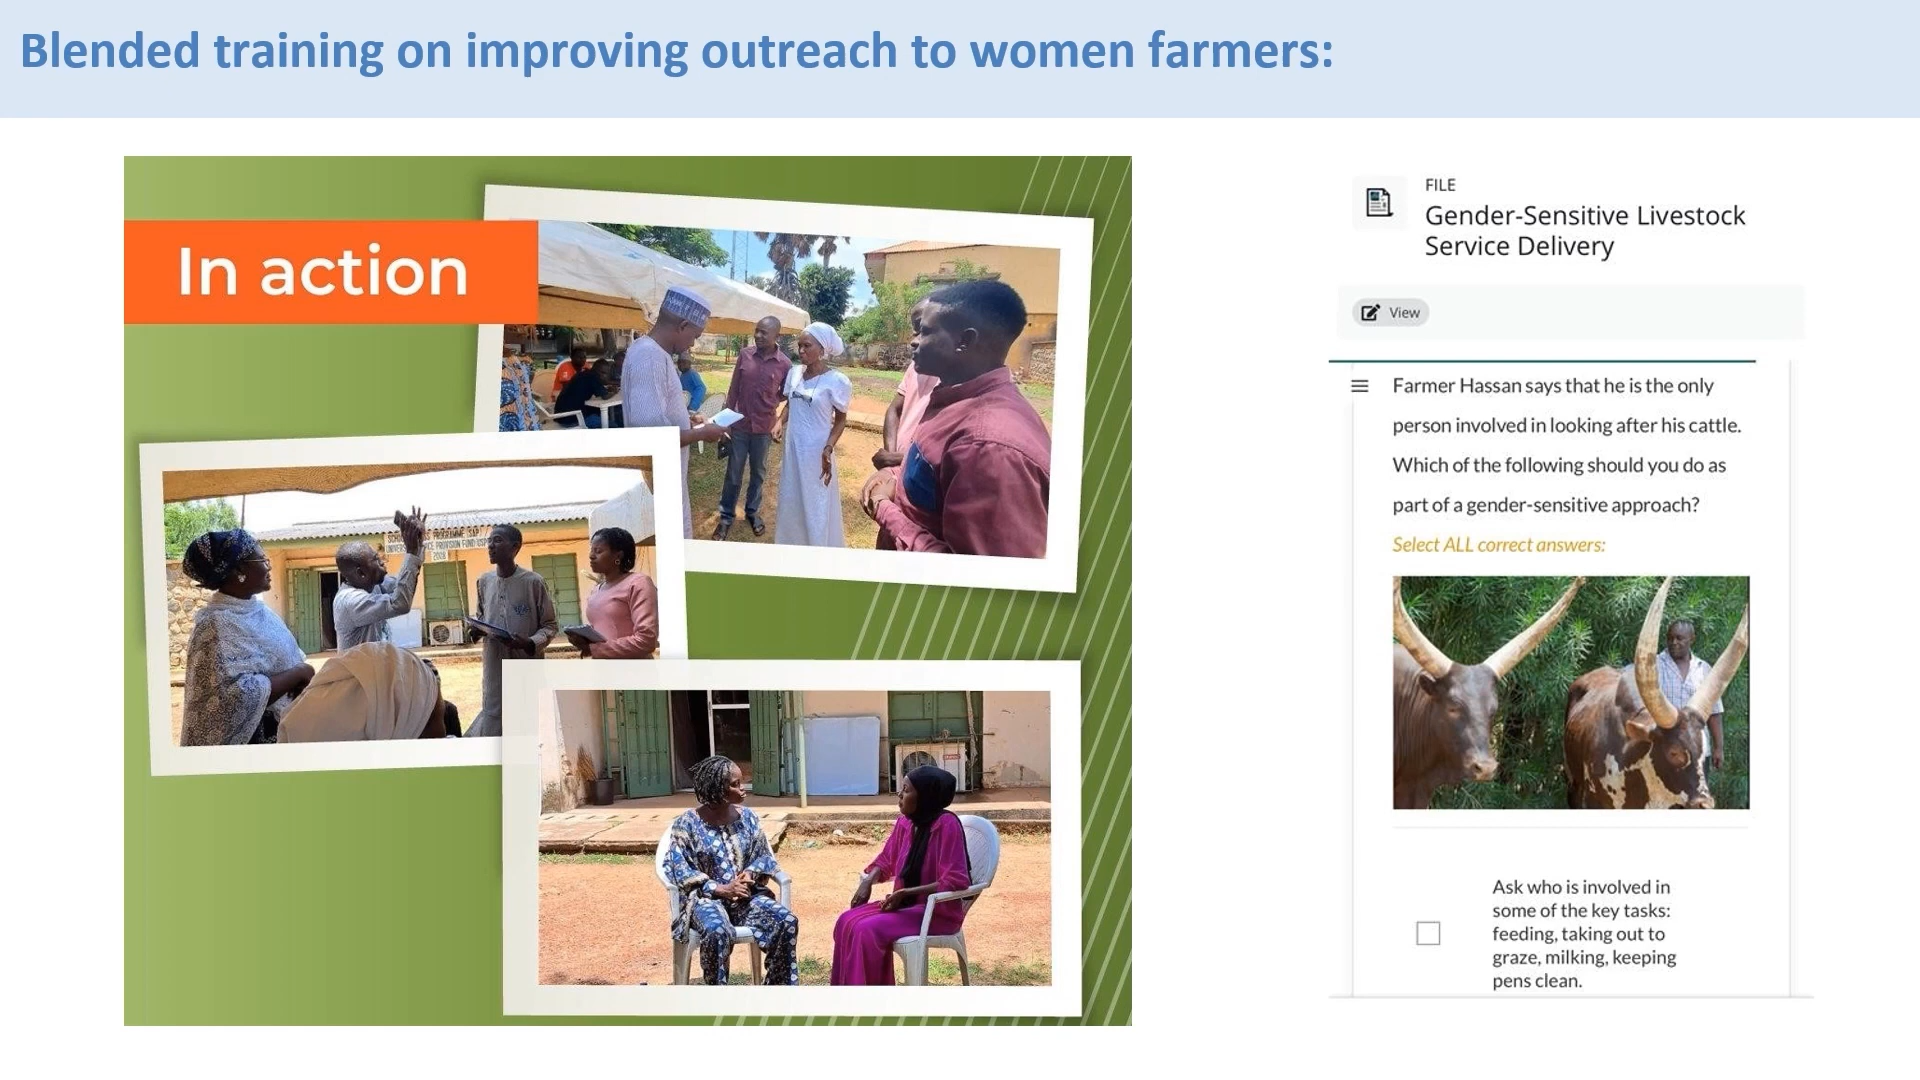 Blended training on improving outreach to women farmers:
In action
FILE
Gender-Sensitive Livestock
Service Delivery
View
Farmer Hassan says that he is the only
person involved in looking after his cattle.
Which of the following should you do as
part of a gender-sensitive approach?
Select ALL correct answers:
Ask who is involved in
some of the key tasks:
feeding, taking out to
graze, milking, keeping
pens clean.